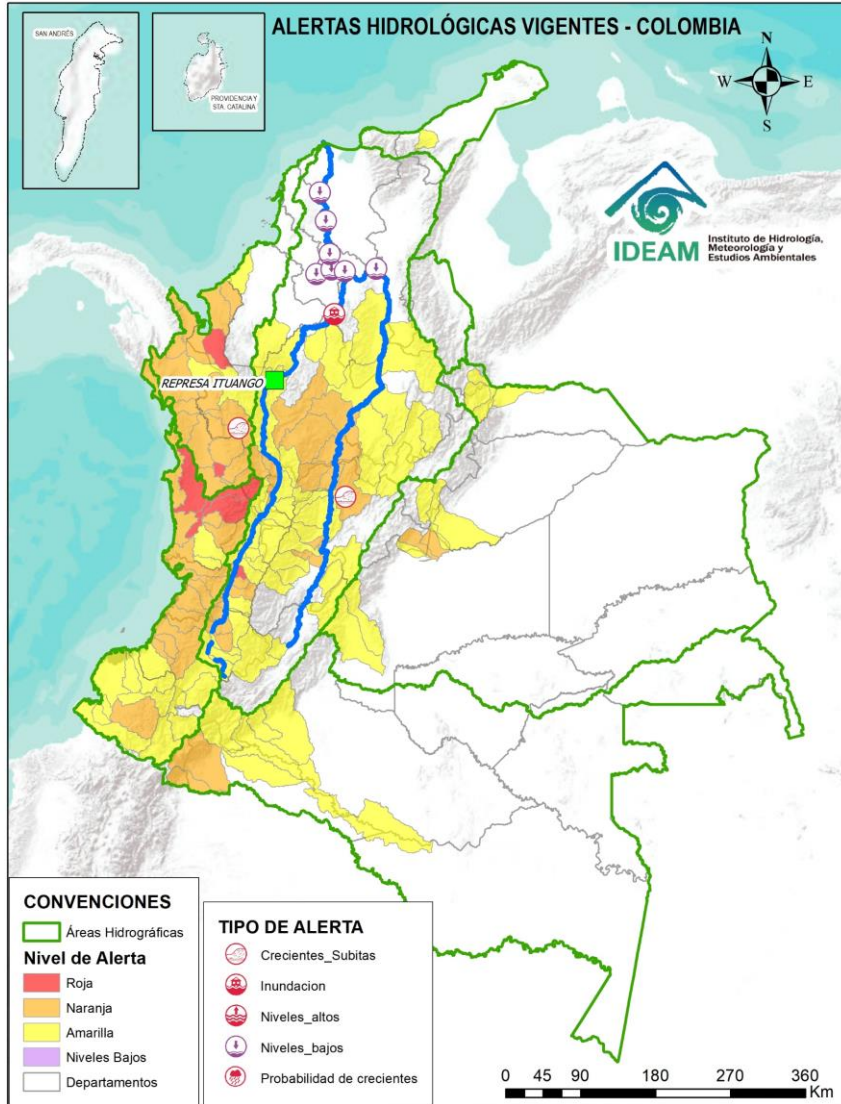 ALERTAS HIDROLÓGICAS VIGENTES - COLOMBIA
SAN ANDRÉS
PROVIDENCIA Y
STA. CATALINA
N
W
E
S
IDEAM
Instituto de Hidrología,
Meteorología y
Estudios Ambientales
REPRESA ITUANGO
CONVENCIONES
Áreas Hidrográficas
Nivel de Alerta
Roja
Naranja
Amarilla
Niveles Bajos
Departamentos
TIPO DE ALERTA
Crecientes_Subitas
Inundacion
Niveles_altos
Niveles_bajos
Probabilidad de crecientes
0 45 90 180 270 360
Km